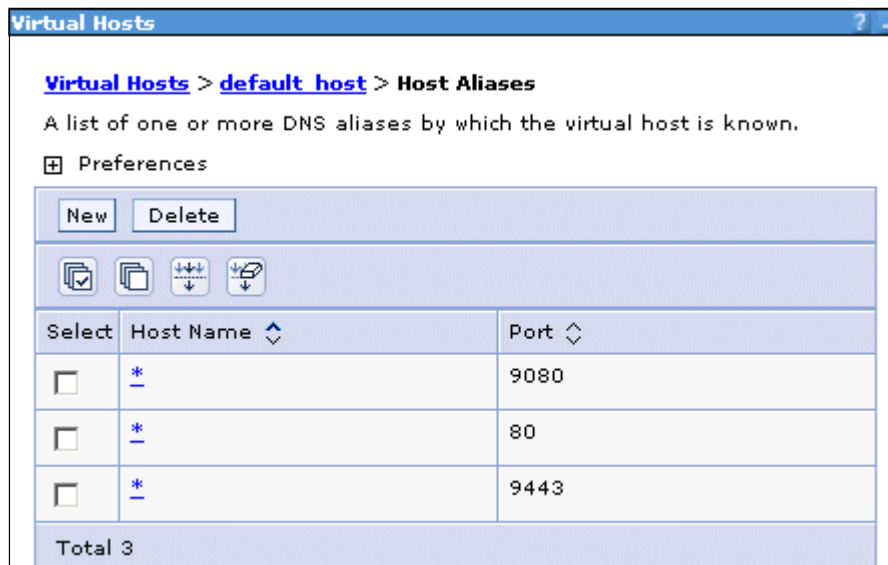 Virtual Hosts ? -
Virtual Hosts > default_host > Host Aliases
A list of one or more DNS aliases by which the virtual host is known.
+ Preferences
New Delete
Select Host Name Port
* 9080
* 80
* 9443
Total 3